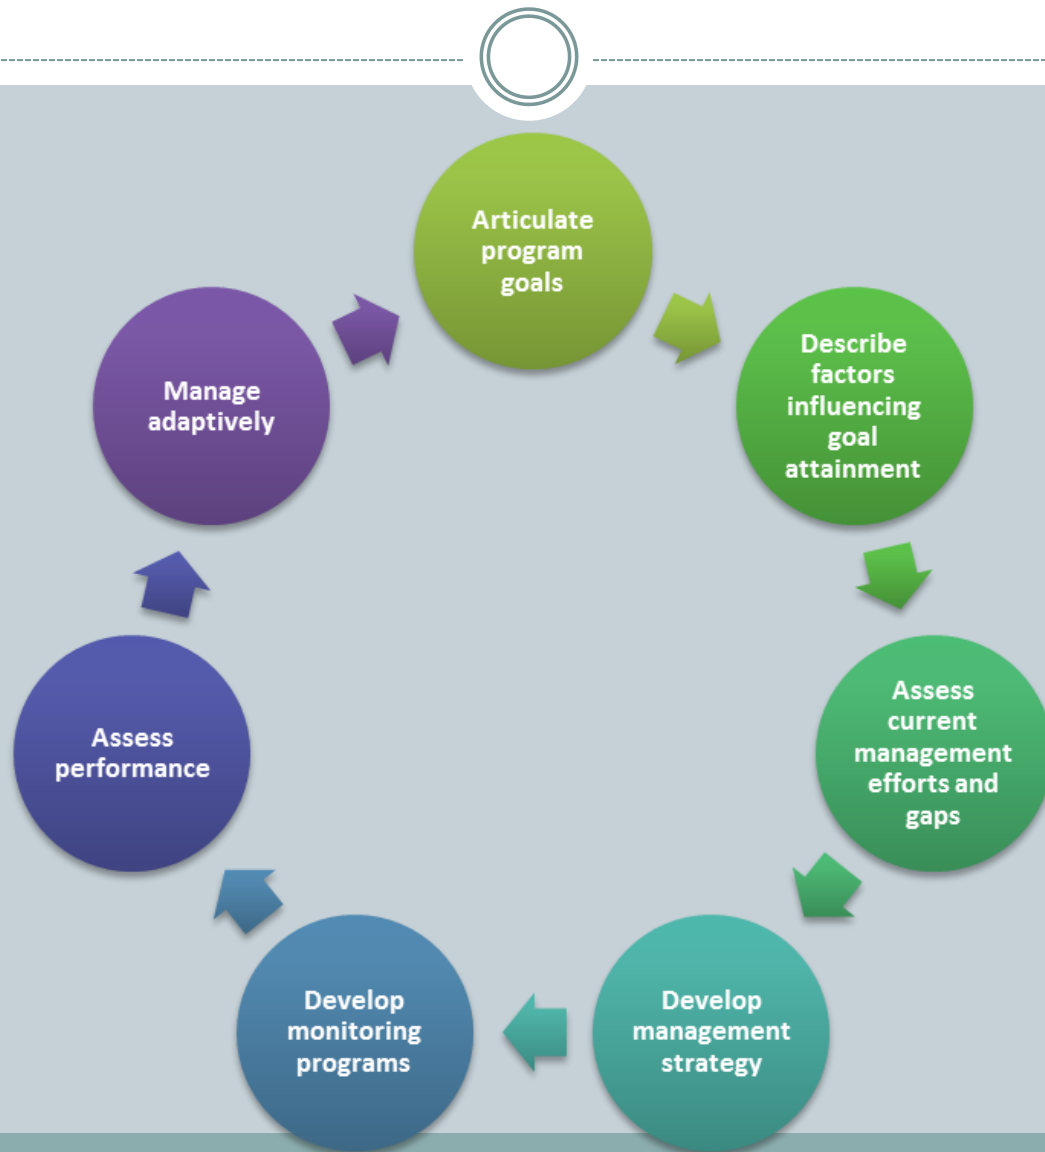 Articulate
program
goals
Describe
factors
influencing
goal
attainment
Assess
current
management
efforts and
gaps
Develop
management
strategy
Develop
monitoring
programs
Assess
performance
Manage
adaptively